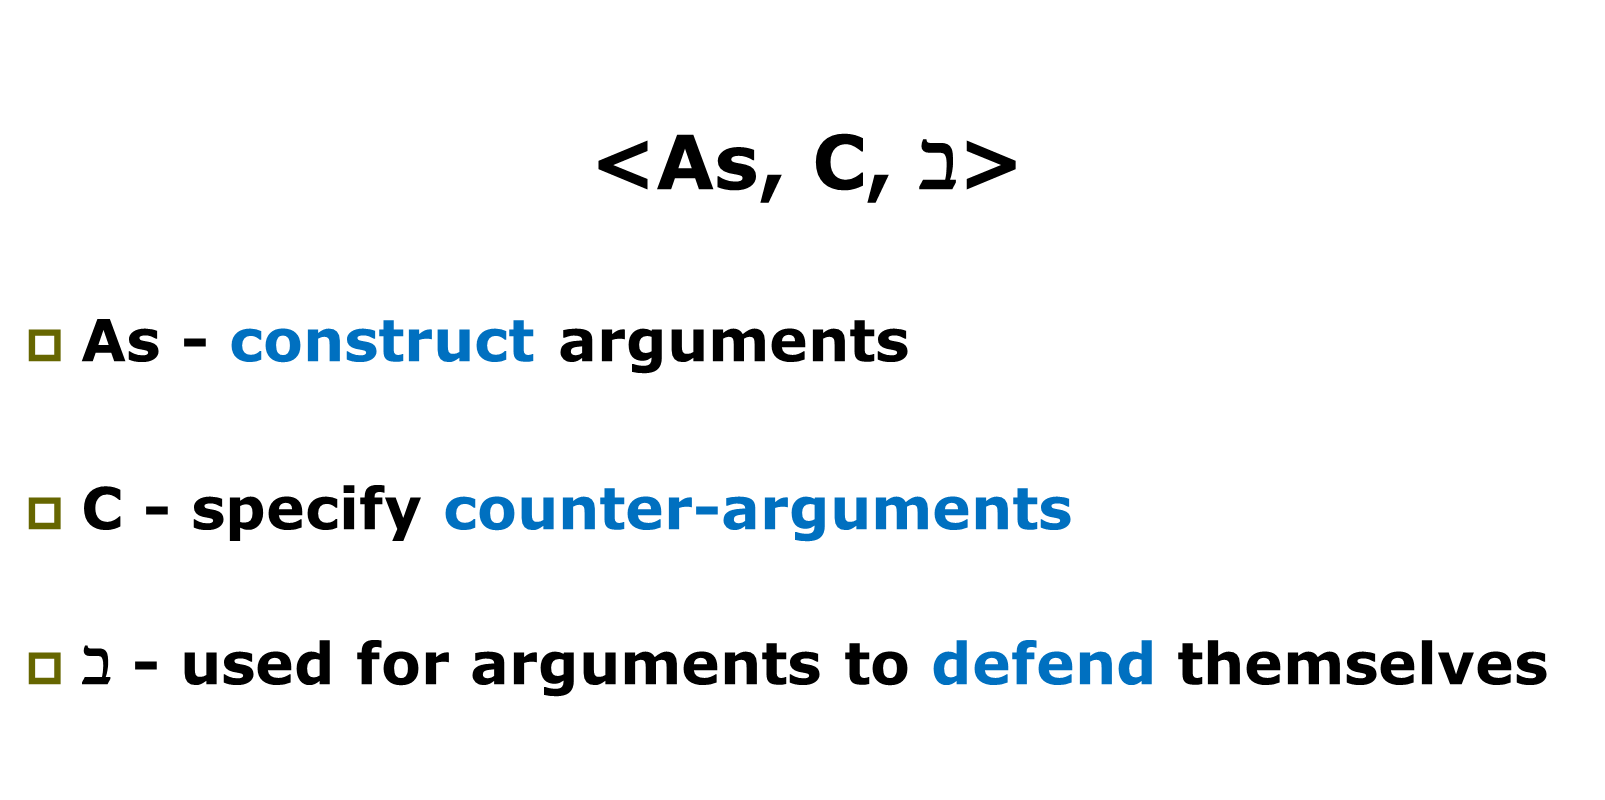 <As, C, ב>
As - construct arguments
C - specify counter-arguments
ב - used for arguments to defend themselves